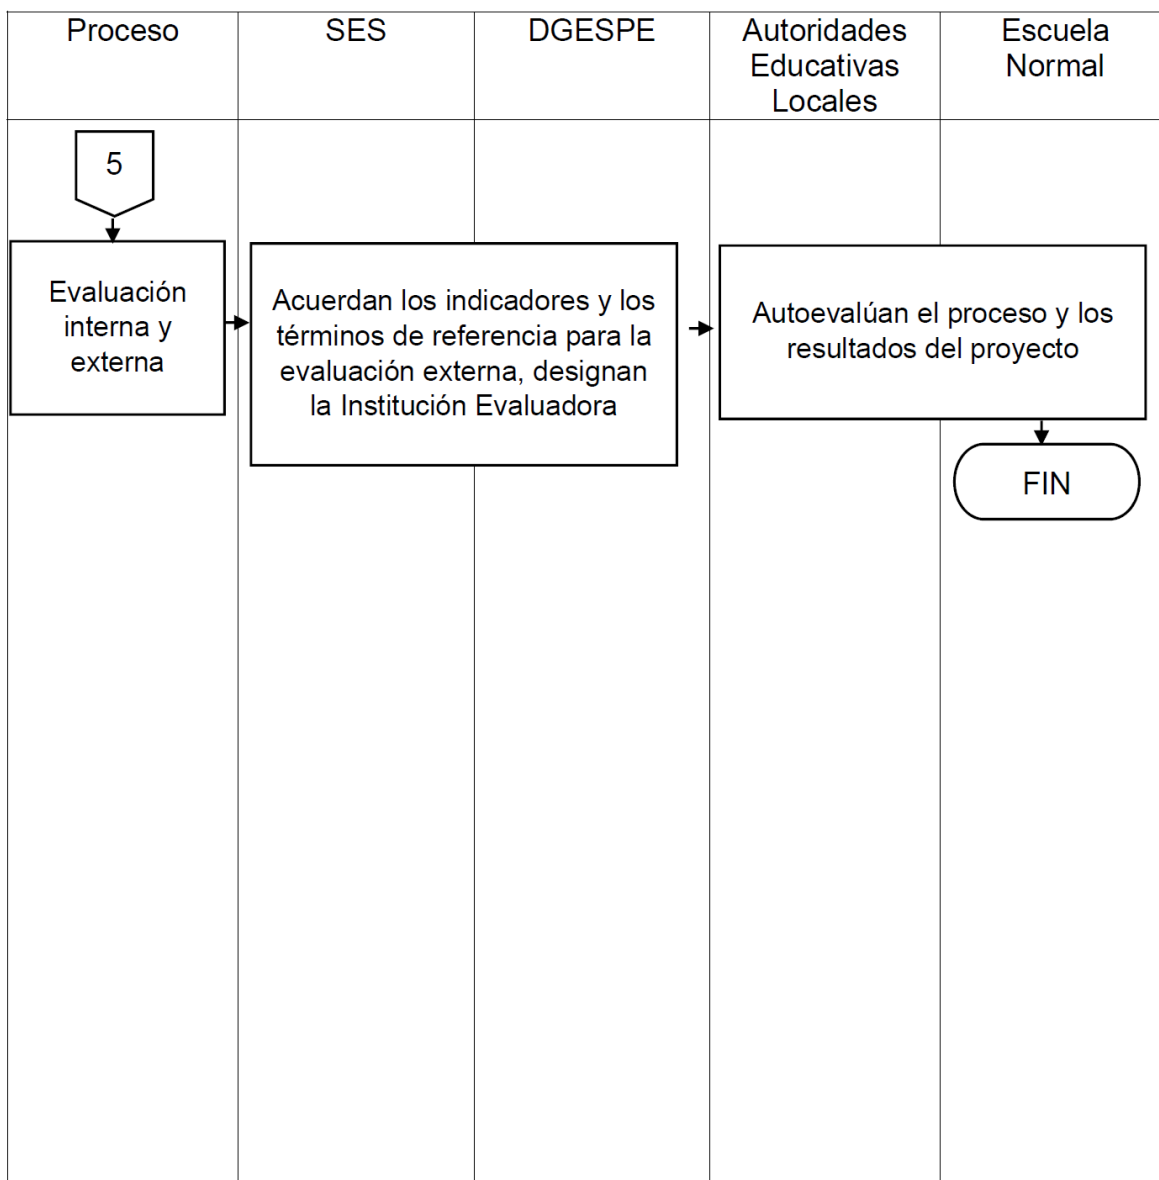 Proceso
SES
DGESPE
Autoridades
Educativas
Locales
Escuela
Normal
5
Evaluación
interna y
externa
Acuerdan los indicadores y los
términos de referencia para la
evaluación externa, designan
la Institución Evaluadora
Autoevalúan el proceso y los
resultados del proyecto
FIN